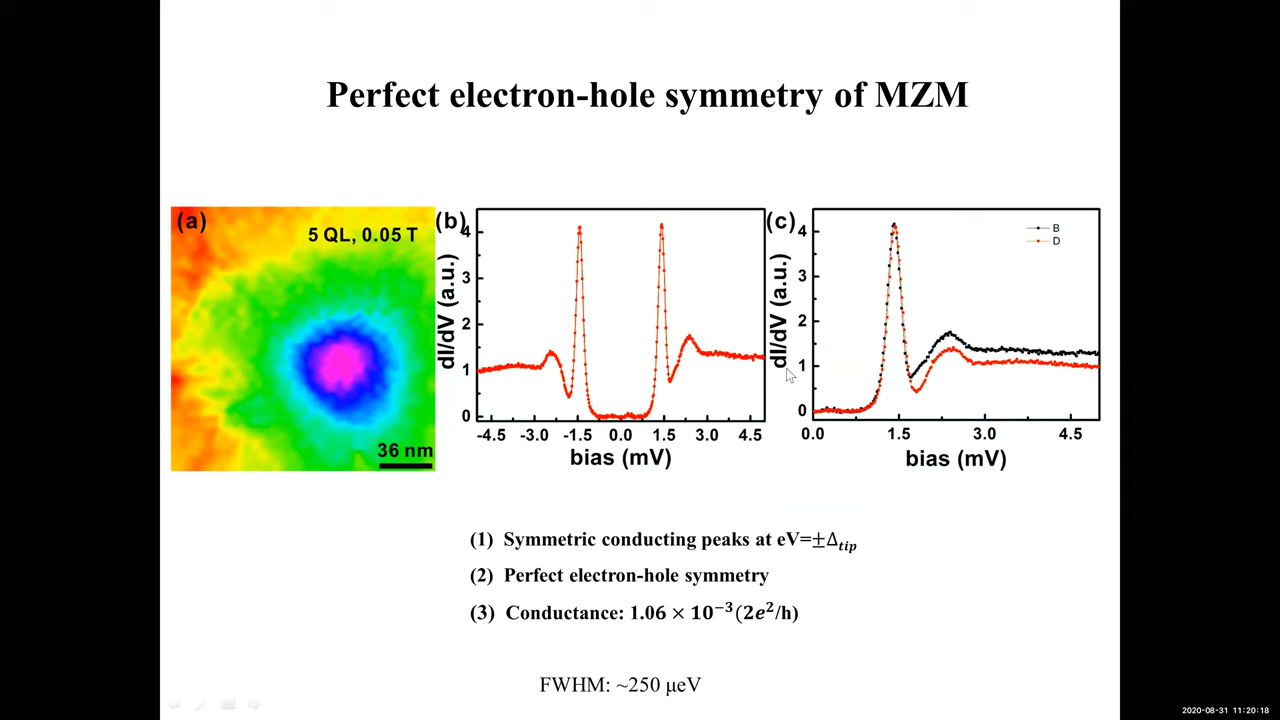 Perfect electron-hole symmetry of MZM
(a)
5 QL, 0.05 T
36 nm
(b)
dI/dV (a.u.)
4
3
2
1
0
-4.5 -3.0 -1.5 0.0 1.5 3.0 4.5
bias (mV)
(c)
dI/dV (a.u.)
4
3
2
1
0
B
D
0.0 1.5 3.0 4.5
bias (mV)
(1) Symmetric conducting peaks at eV=±Δtip
(2) Perfect electron-hole symmetry
(3) Conductance: 1.06 × 10⁻³(2e²/h)
FWHM: ~250 μeV
2020-08-31 11:20:18